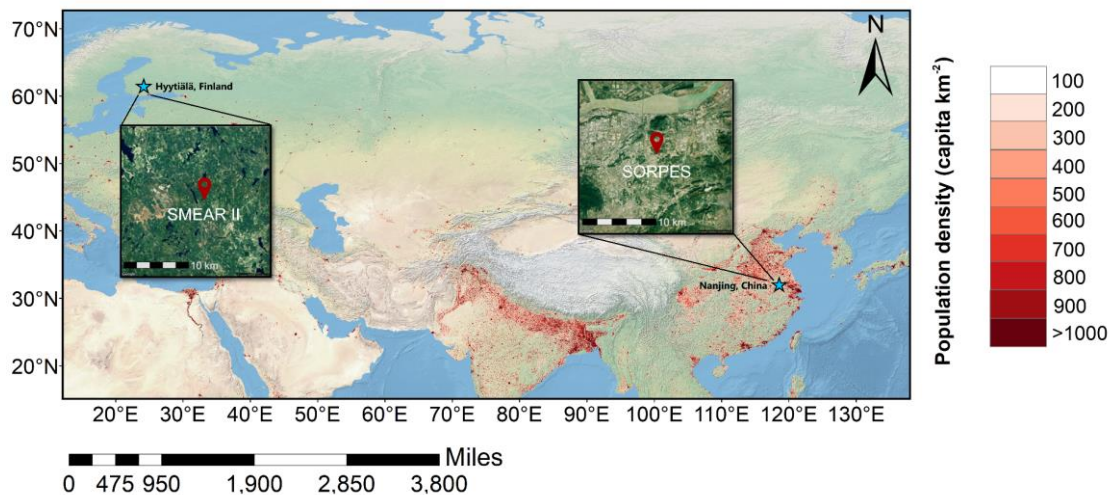 70°N
60°N
50°N
40°N
30°N
20°N
Hyytiälä, Finland
SMEAR II
10 km
SORPES
10 km
Nanjing, China
N
20°E 30°E 40°E 50°E 60°E 70°E 80°E 90°E 100°E 110°E 120°E 130°E
Miles
0 475 950 1,900 2,850 3,800
Population density (capita km⁻²)
100
200
300
400
500
600
700
800
900
>1000